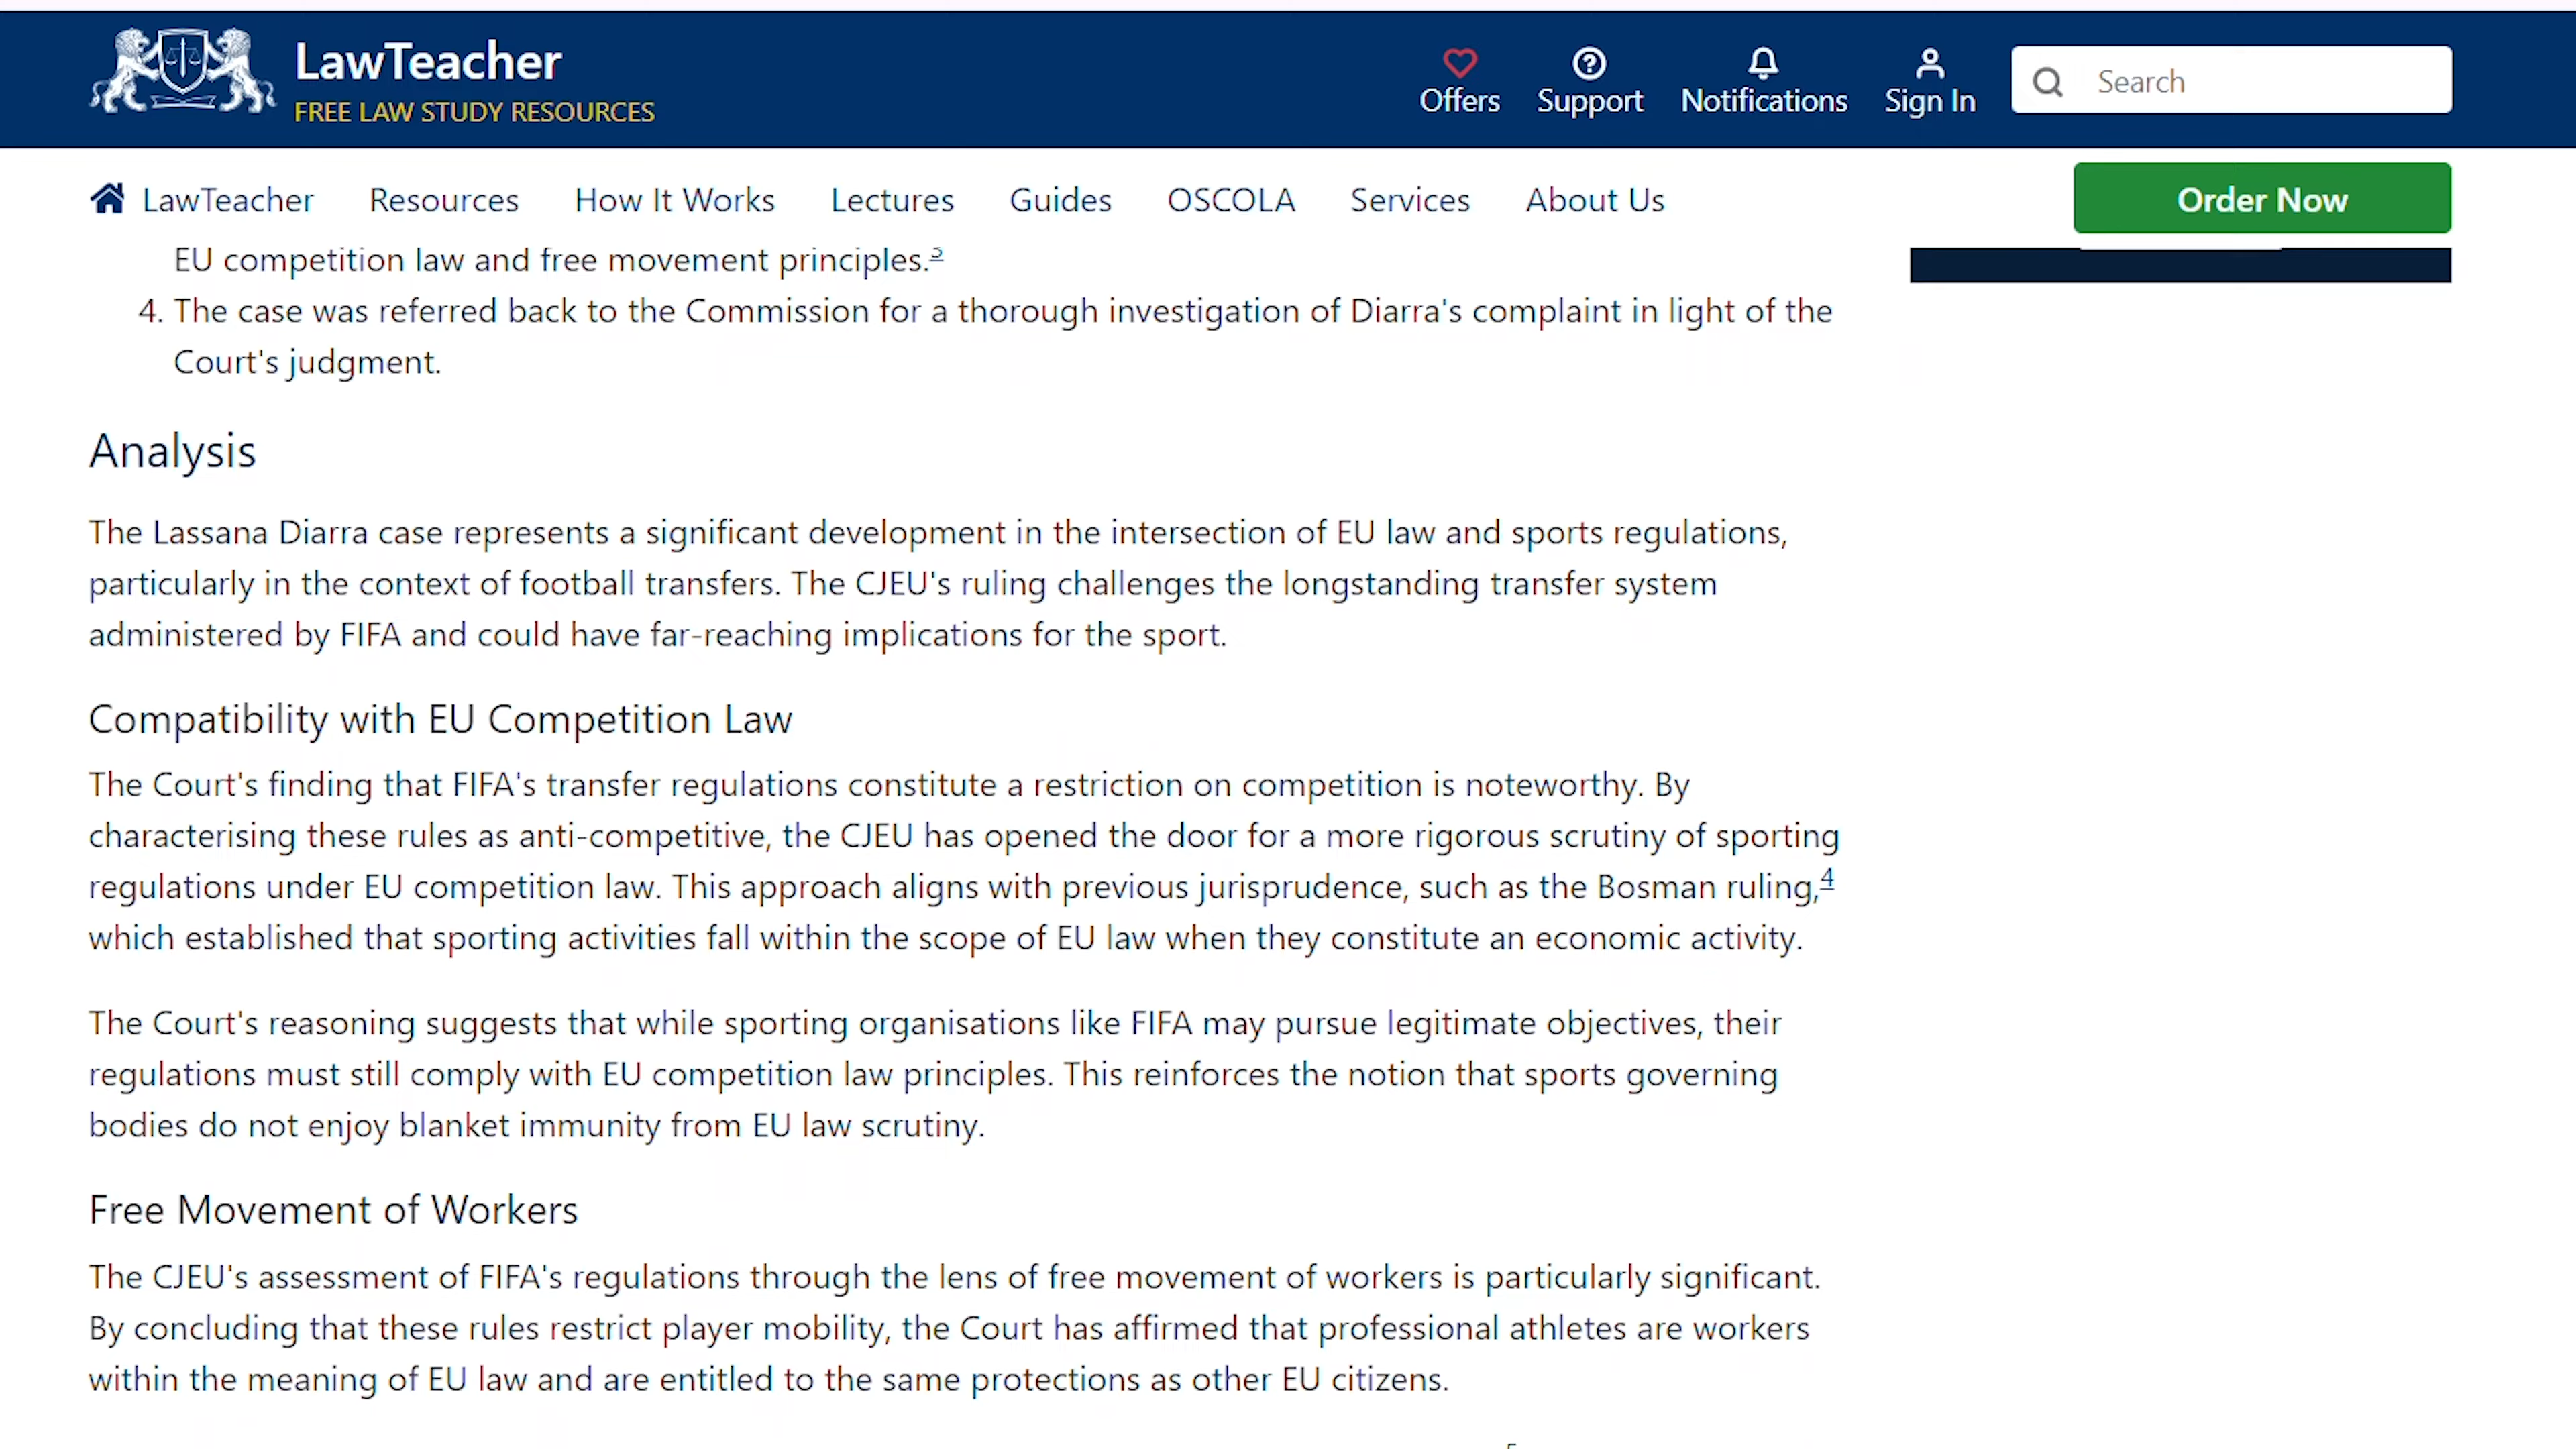 LawTeacher
FREE LAW STUDY RESOURCES
Offers
Support
Notifications
Sign In
Search
LawTeacher
Resources
How It Works
Lectures
Guides
OSCOLA
Services
About Us
Order Now
EU competition law and free movement principles.
4. The case was referred back to the Commission for a thorough investigation of Diarra's complaint in light of the
Court's judgment.
Analysis
The Lassana Diarra case represents a significant development in the intersection of EU law and sports regulations,
particularly in the context of football transfers. The CJEU's ruling challenges the longstanding transfer system
administered by FIFA and could have far-reaching implications for the sport.
Compatibility with EU Competition Law
The Court's finding that FIFA's transfer regulations constitute a restriction on competition is noteworthy. By
characterising these rules as anti-competitive, the CJEU has opened the door for a more rigorous scrutiny of sporting
regulations under EU competition law. This approach aligns with previous jurisprudence, such as the Bosman ruling,4
which established that sporting activities fall within the scope of EU law when they constitute an economic activity.
The Court's reasoning suggests that while sporting organisations like FIFA may pursue legitimate objectives, their
regulations must still comply with EU competition law principles. This reinforces the notion that sports governing
bodies do not enjoy blanket immunity from EU law scrutiny.
Free Movement of Workers
The CJEU's assessment of FIFA's regulations through the lens of free movement of workers is particularly significant.
By concluding that these rules restrict player mobility, the Court has affirmed that professional athletes are workers
within the meaning of EU law and are entitled to the same protections as other EU citizens.